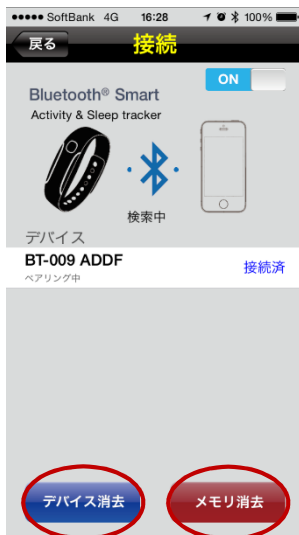 SoftBank 4G 16:28 100%
戻る 接続
ON
Bluetooth® Smart
Activity & Sleep tracker
検索中
デバイス
BT-009 ADDF
接続済
ペアリング中
デバイス消去 メモリ消去